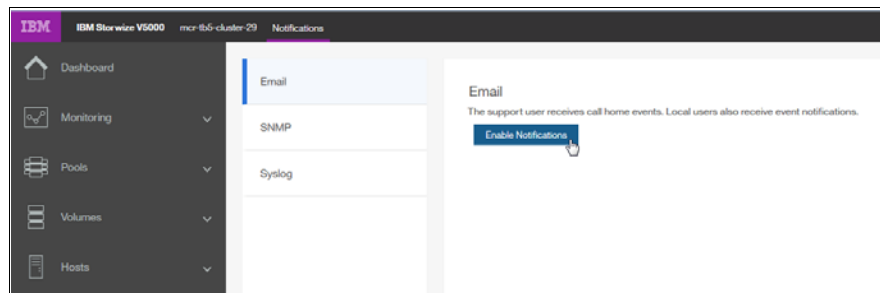 IBM IBM Storwize V5000 mcr-tb5-cluster-29 Notifications
Dashboard
Monitoring
Pools
Volumes
Hosts
Email
SNMP
Syslog
Email
The support user receives call home events. Local users also receive event notifications.
Enable Notifications